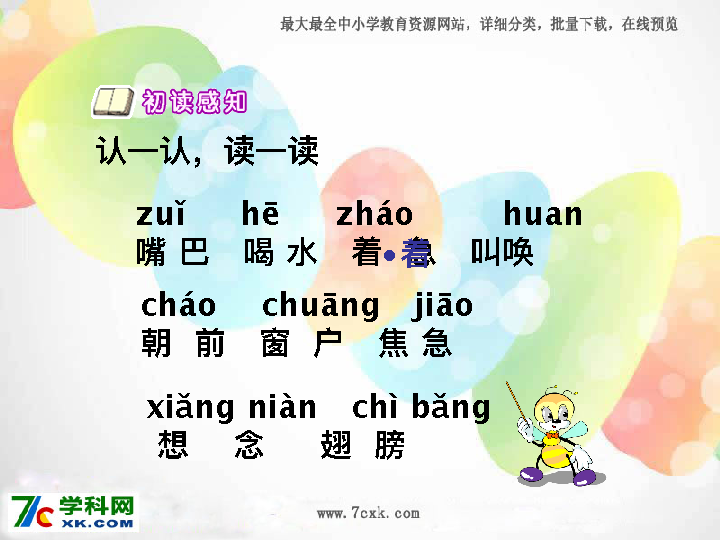 最大最全中小学教育资源网站，详细分类，批量下载，在线预览
初读感知
认一认，读一读
zuǐ hē zháo huan
嘴 巴 喝 水 着 急 叫唤
•着
cháo chuāng jiāo
朝 前 窗 户 焦 急
xiǎng niàn chì bǎng
想 念 翅 膀
学科网
XK.COM
www.7cxk.com